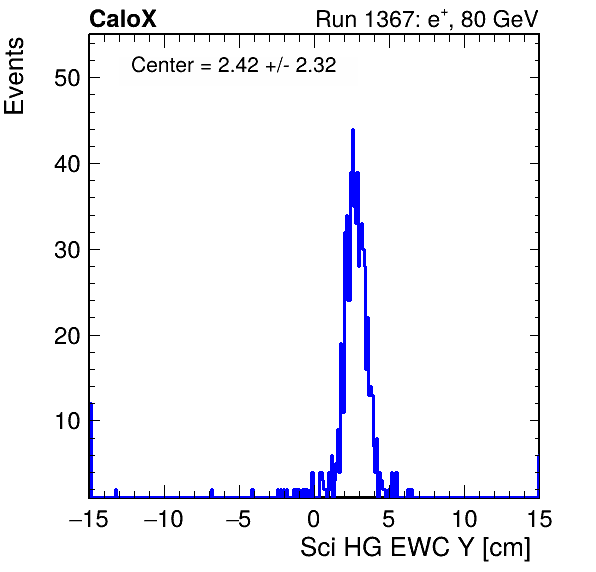 CaloX Run 1367: e⁺, 80 GeV
Events
Center = 2.42 +/- 2.32
50
40
30
20
10
−15 −10 −5 0 5 10 15
Sci HG EWC Y [cm]